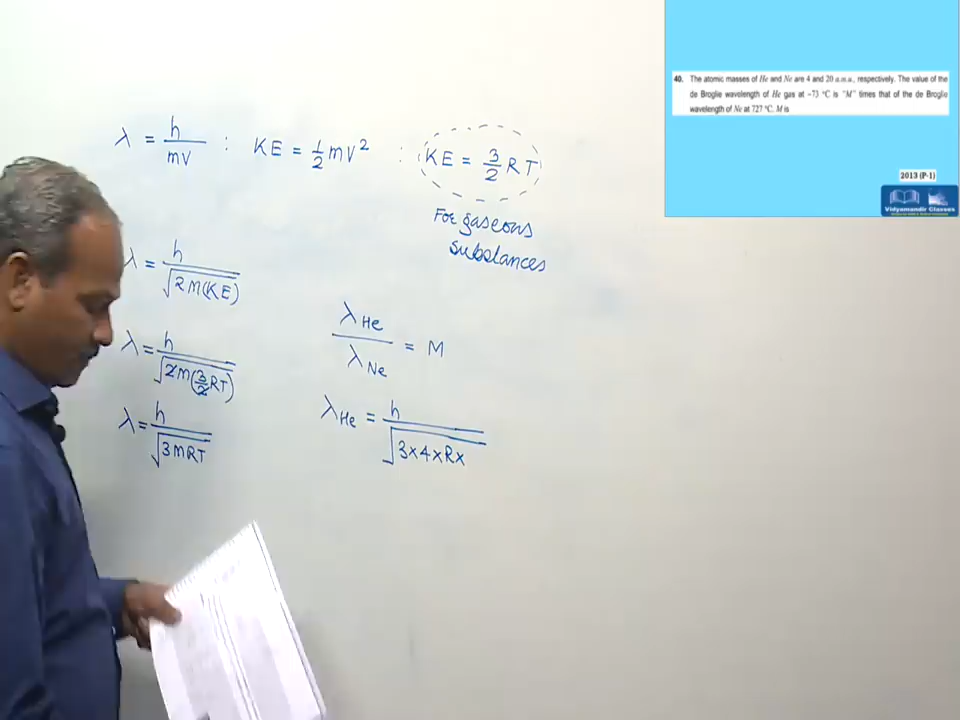 40. The atomic masses of He and Ne are 4 and 20 a.m.u., respectively. The value of the
de Broglie wavelength of He gas at –73 °C is "M" times that of the de Broglie
wavelength of Ne at 727 °C. M is
2013 (P-1)
Vidyamandir Classes
λ = h/mv : KE = 1/2 mv² : KE = 3/2 RT
For gaseous
substances
λ = h/√2m(KE)
λHe/λNe = M
λ = h/√2m(3/2 RT)
λHe = h/√3x4xRx
λ = h/√3mRT